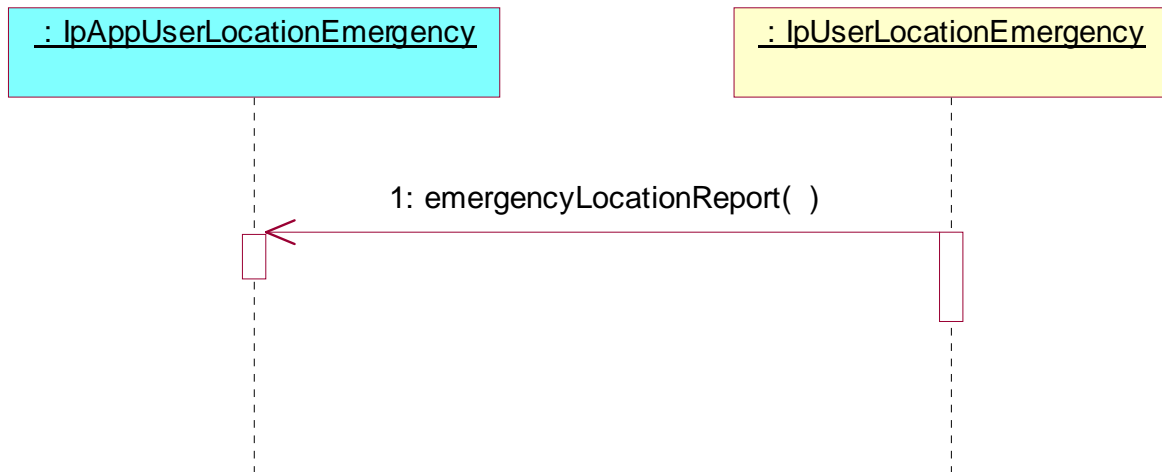 : IpAppUserLocationEmergency
: IpUserLocationEmergency
1: emergencyLocationReport( )